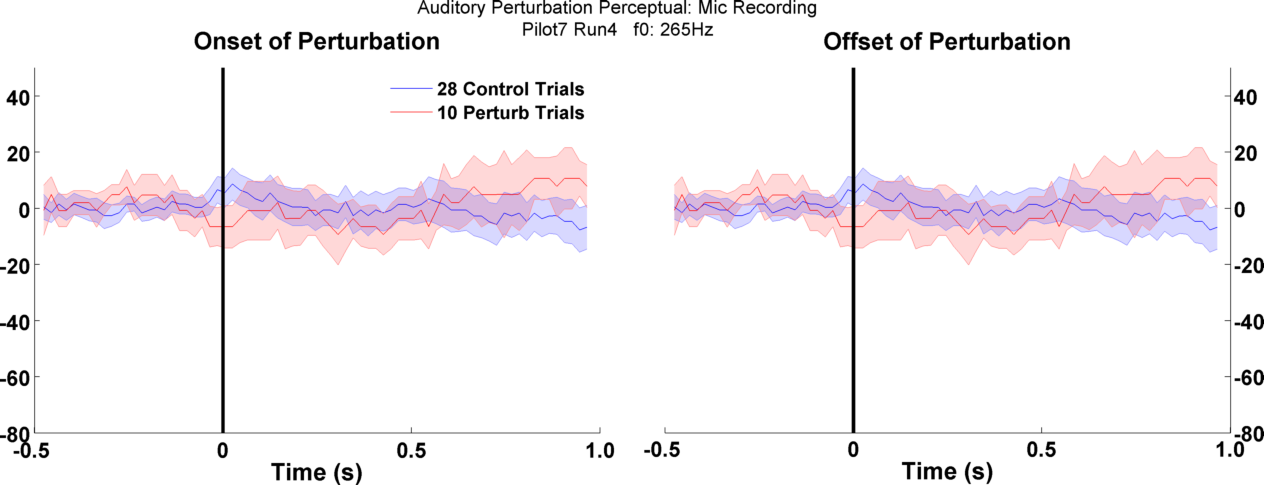 Auditory Perturbation Perceptual: Mic Recording
Pilot7 Run4 f0: 265Hz
Onset of Perturbation
Offset of Perturbation
28 Control Trials
10 Perturb Trials
40
20
0
-20
-40
-60
-80
-0.5 0 0.5 1.0
Time (s)
40
20
0
-20
-40
-60
-80
-0.5 0 0.5 1.0
Time (s)